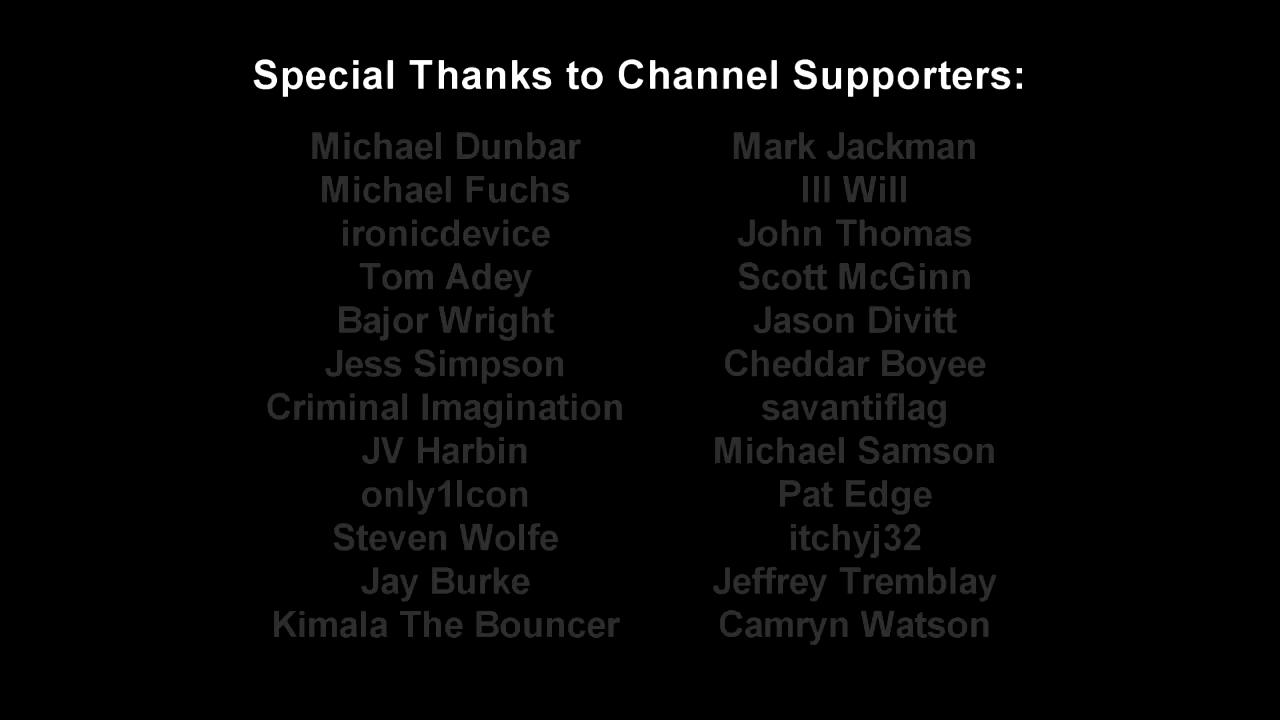 Special Thanks to Channel Supporters:
Michael Dunbar
Michael Fuchs
ironicdevice
Tom Adey
Bajor Wright
Jess Simpson
Criminal Imagination
JV Harbin
only1Icon
Steven Wolfe
Jay Burke
Kimala The Bouncer
Mark Jackman
Ill Will
John Thomas
Scott McGinn
Jason Divitt
Cheddar Boyee
savantiflag
Michael Samson
Pat Edge
itchyj32
Jeffrey Tremblay
Camryn Watson